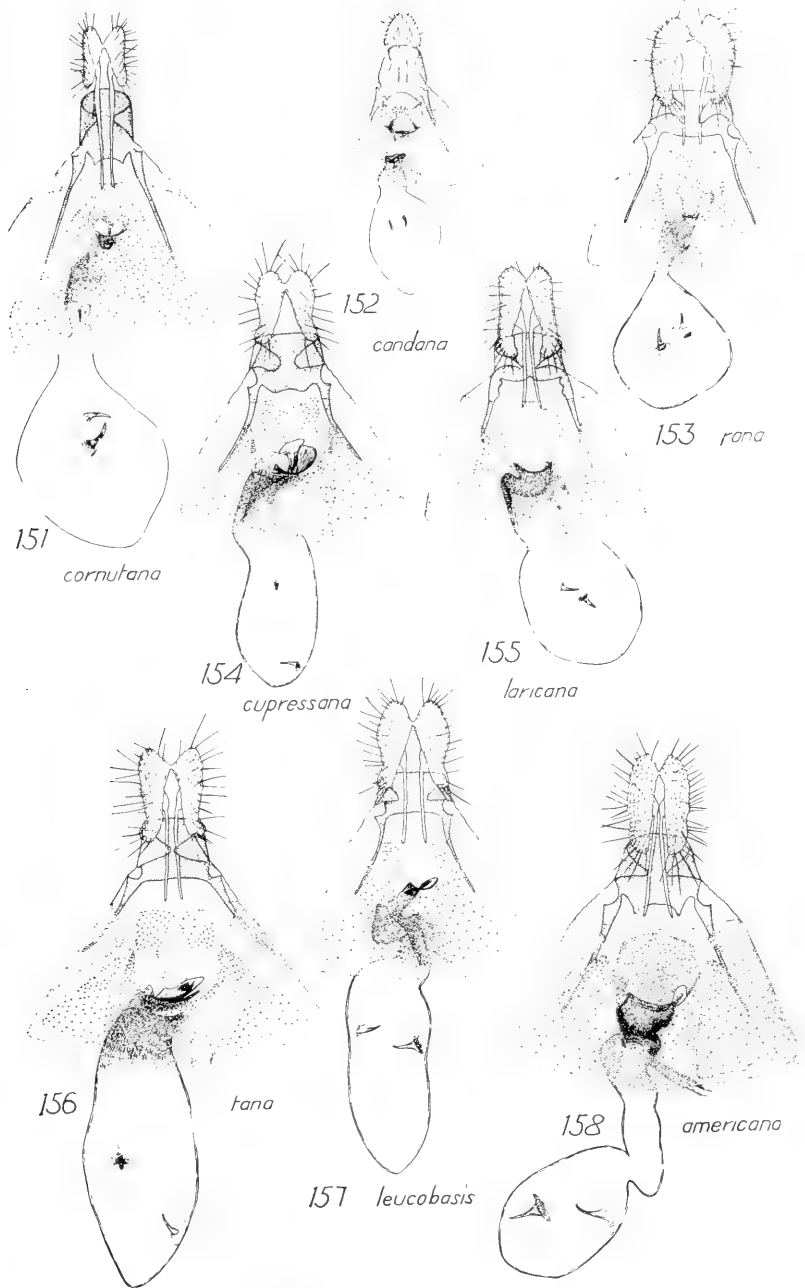 152
candana
153 rana
151
cornutana
154
cupressana
155
laricana
156
tana
157 leucobasis
158
americana